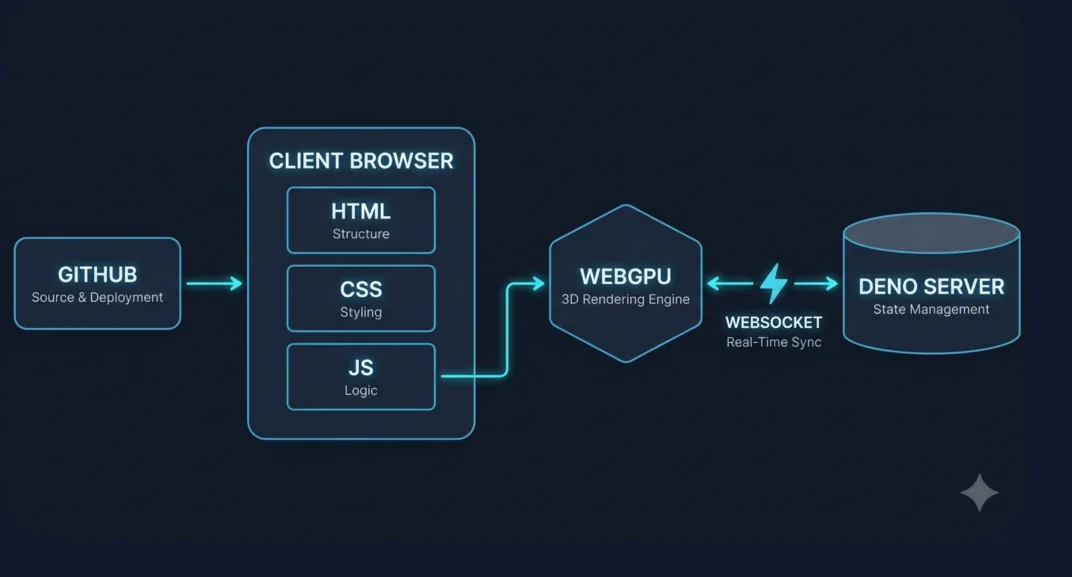 GITHUB
Source & Deployment
CLIENT BROWSER
HTML
Structure
CSS
Styling
JS
Logic
WEBGPU
3D Rendering Engine
WEBSOCKET
Real-Time Sync
DENO SERVER
State Management